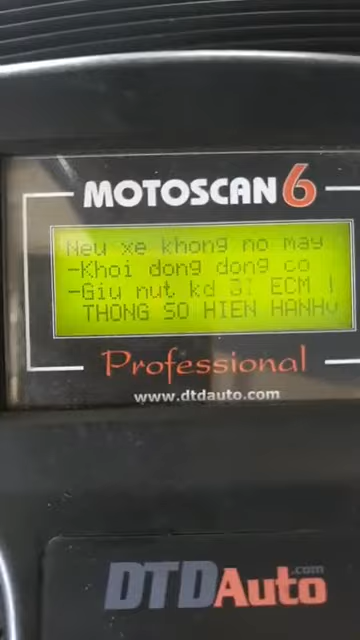 MOTOSCAN 6
Neu xe khong no may
-Khoi dong dong co
-Giu nut kd ECM !
THONG SO HIEN HANH
Professional
www.dtdauto.com
DTDAuto.com